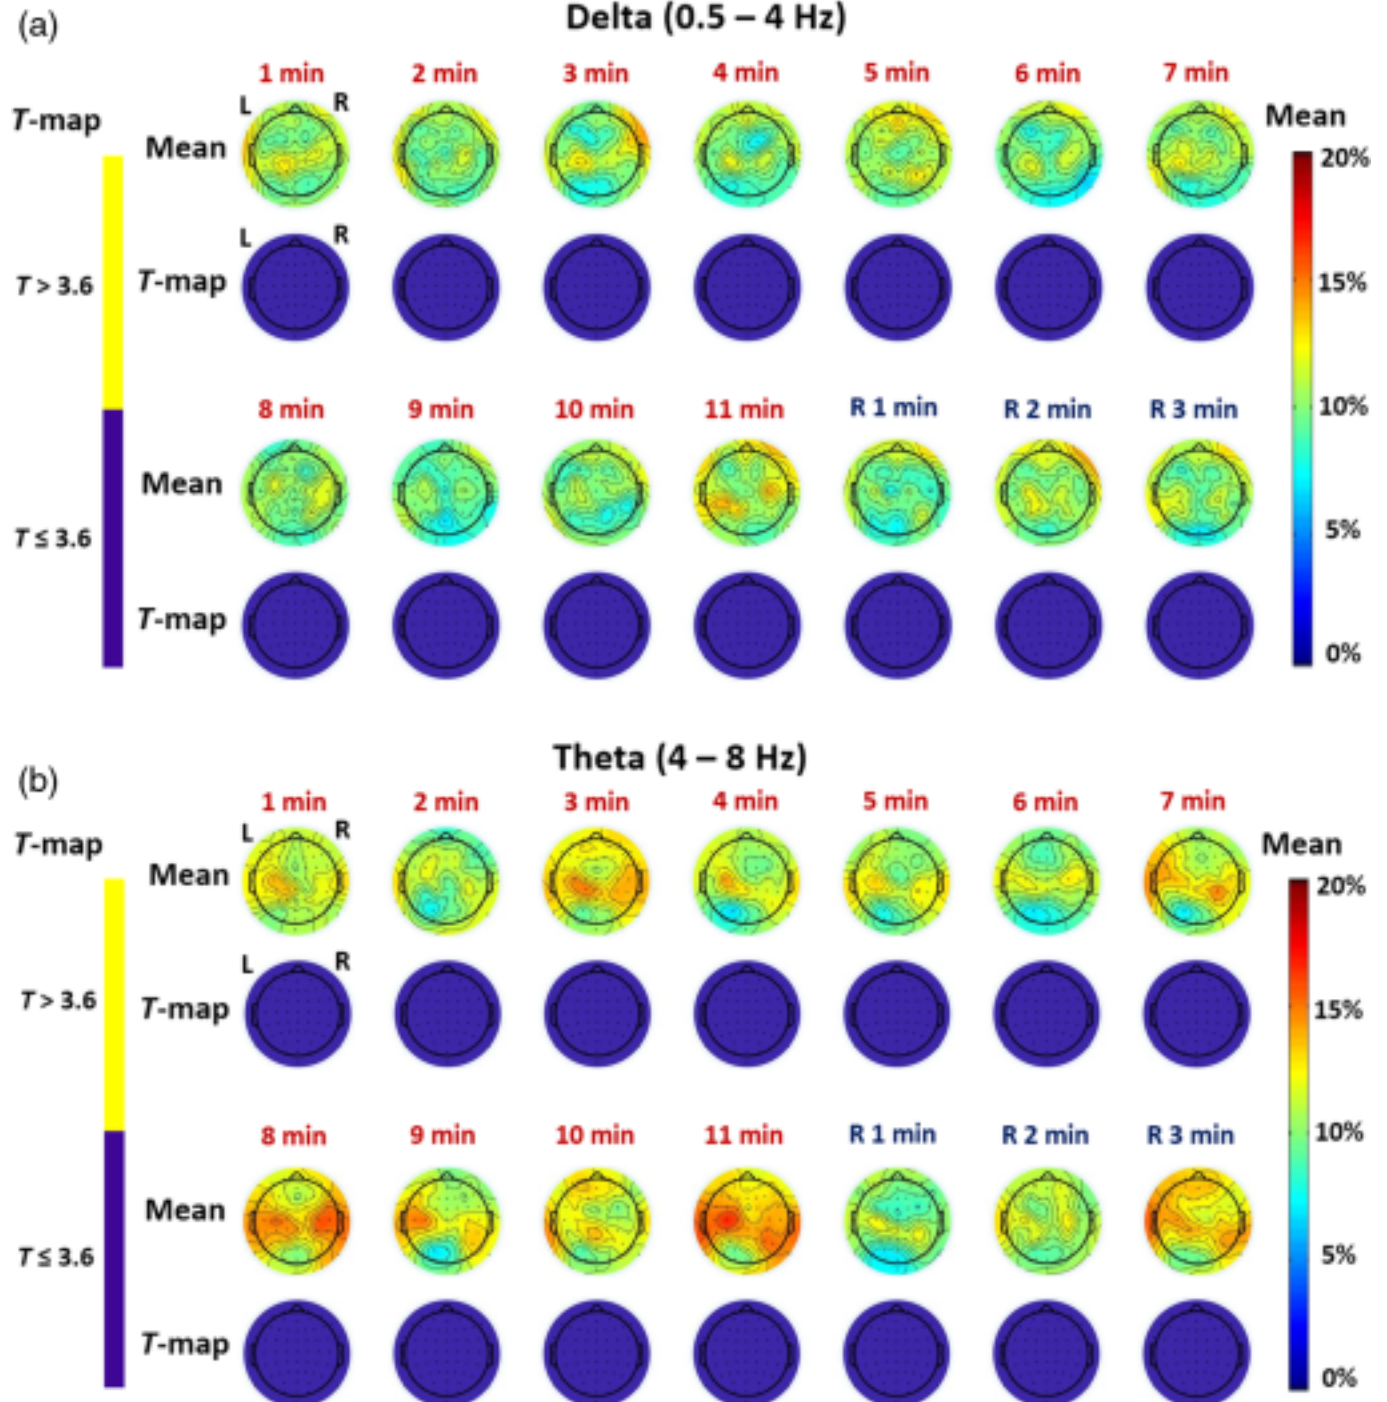 (a)
Delta (0.5 – 4 Hz)
1 min 2 min 3 min 4 min 5 min 6 min 7 min
L R
T-map
Mean
Mean
20%
L R
T > 3.6
T-map
15%
8 min 9 min 10 min 11 min R 1 min R 2 min R 3 min
10%
Mean
T ≤ 3.6
5%
T-map
0%
(b)
Theta (4 – 8 Hz)
1 min 2 min 3 min 4 min 5 min 6 min 7 min
L R
T-map
Mean
Mean
20%
L R
T > 3.6
T-map
15%
8 min 9 min 10 min 11 min R 1 min R 2 min R 3 min
10%
Mean
T ≤ 3.6
5%
T-map
0%